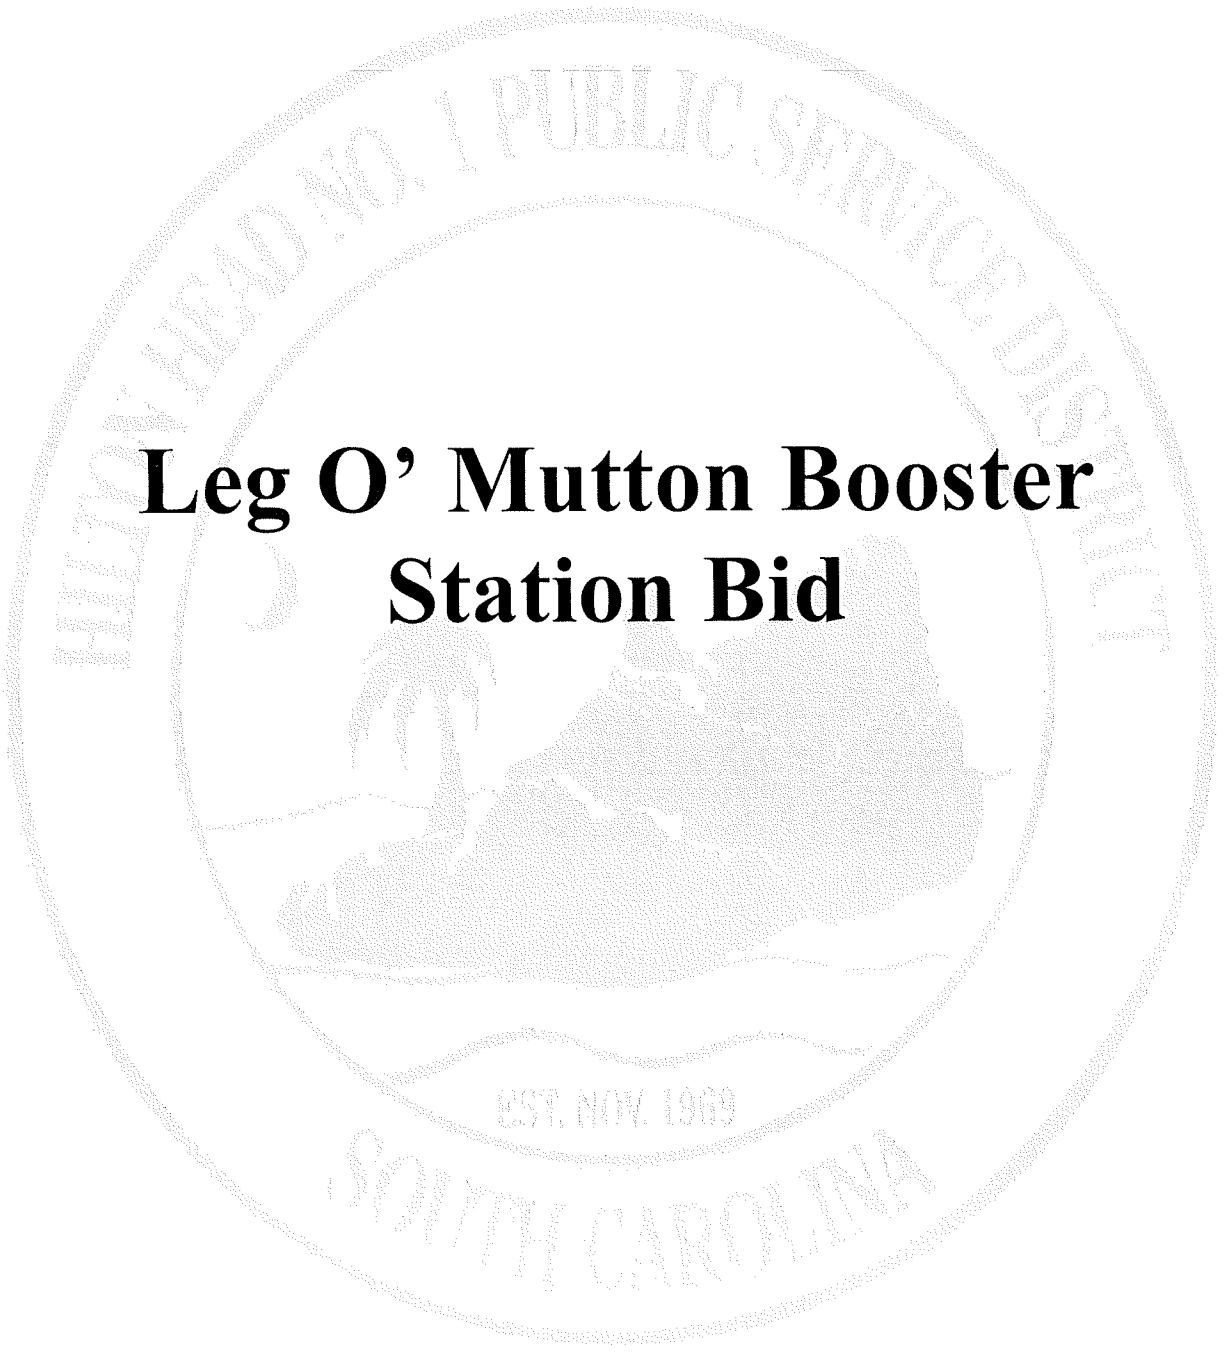 HILTON HEAD NO. 1 PUBLIC SERVICE DISTRICT
Leg O’ Mutton Booster
Station Bid
EST. NOV. 1969
SOUTH CAROLINA